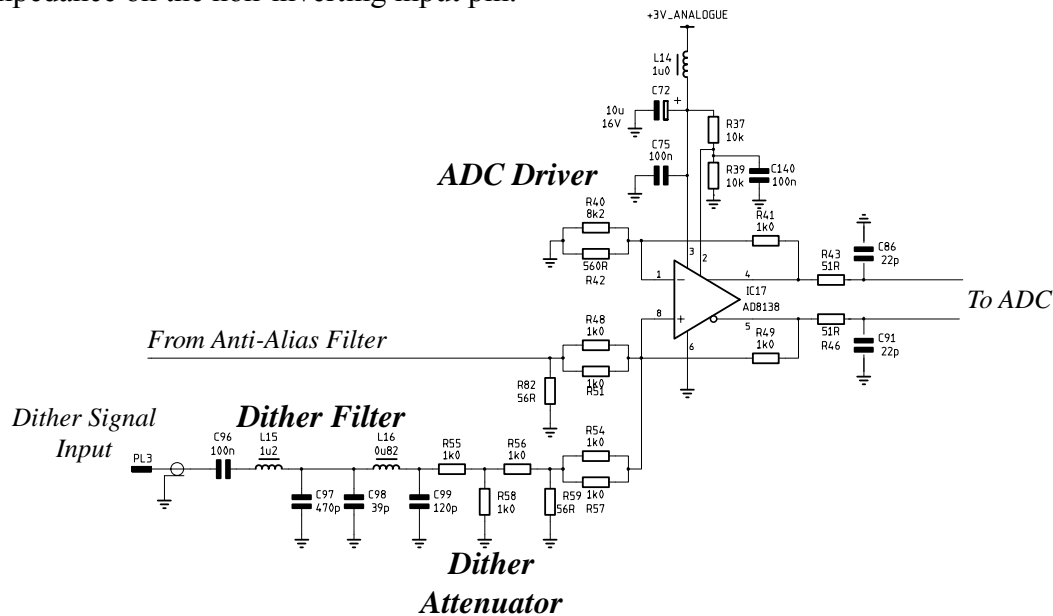 mpedance on the non-inverting input pin.
+3V_ANALOGUE
L14
1u0
C72
+
10u
16V
R37
10k
C75
100n
R39
10k
C140
100n
ADC Driver
R40
8k2
R41
1k0
C86
22p
560R
R42
3
2
1
4
R43
51R
IC17
AD8138
To ADC
8
5
6
R48
1k0
R49
1k0
51R
R46
C91
22p
From Anti-Alias Filter
1k0
R51
R82
56R
Dither Signal
Input
Dither Filter
PL3
C96
100n
L15
1u2
L16
0u82
R55
1k0
R56
1k0
R54
1k0
C97
470p
C98
39p
C99
120p
R58
1k0
R59
56R
1k0
R57
Dither
Attenuator